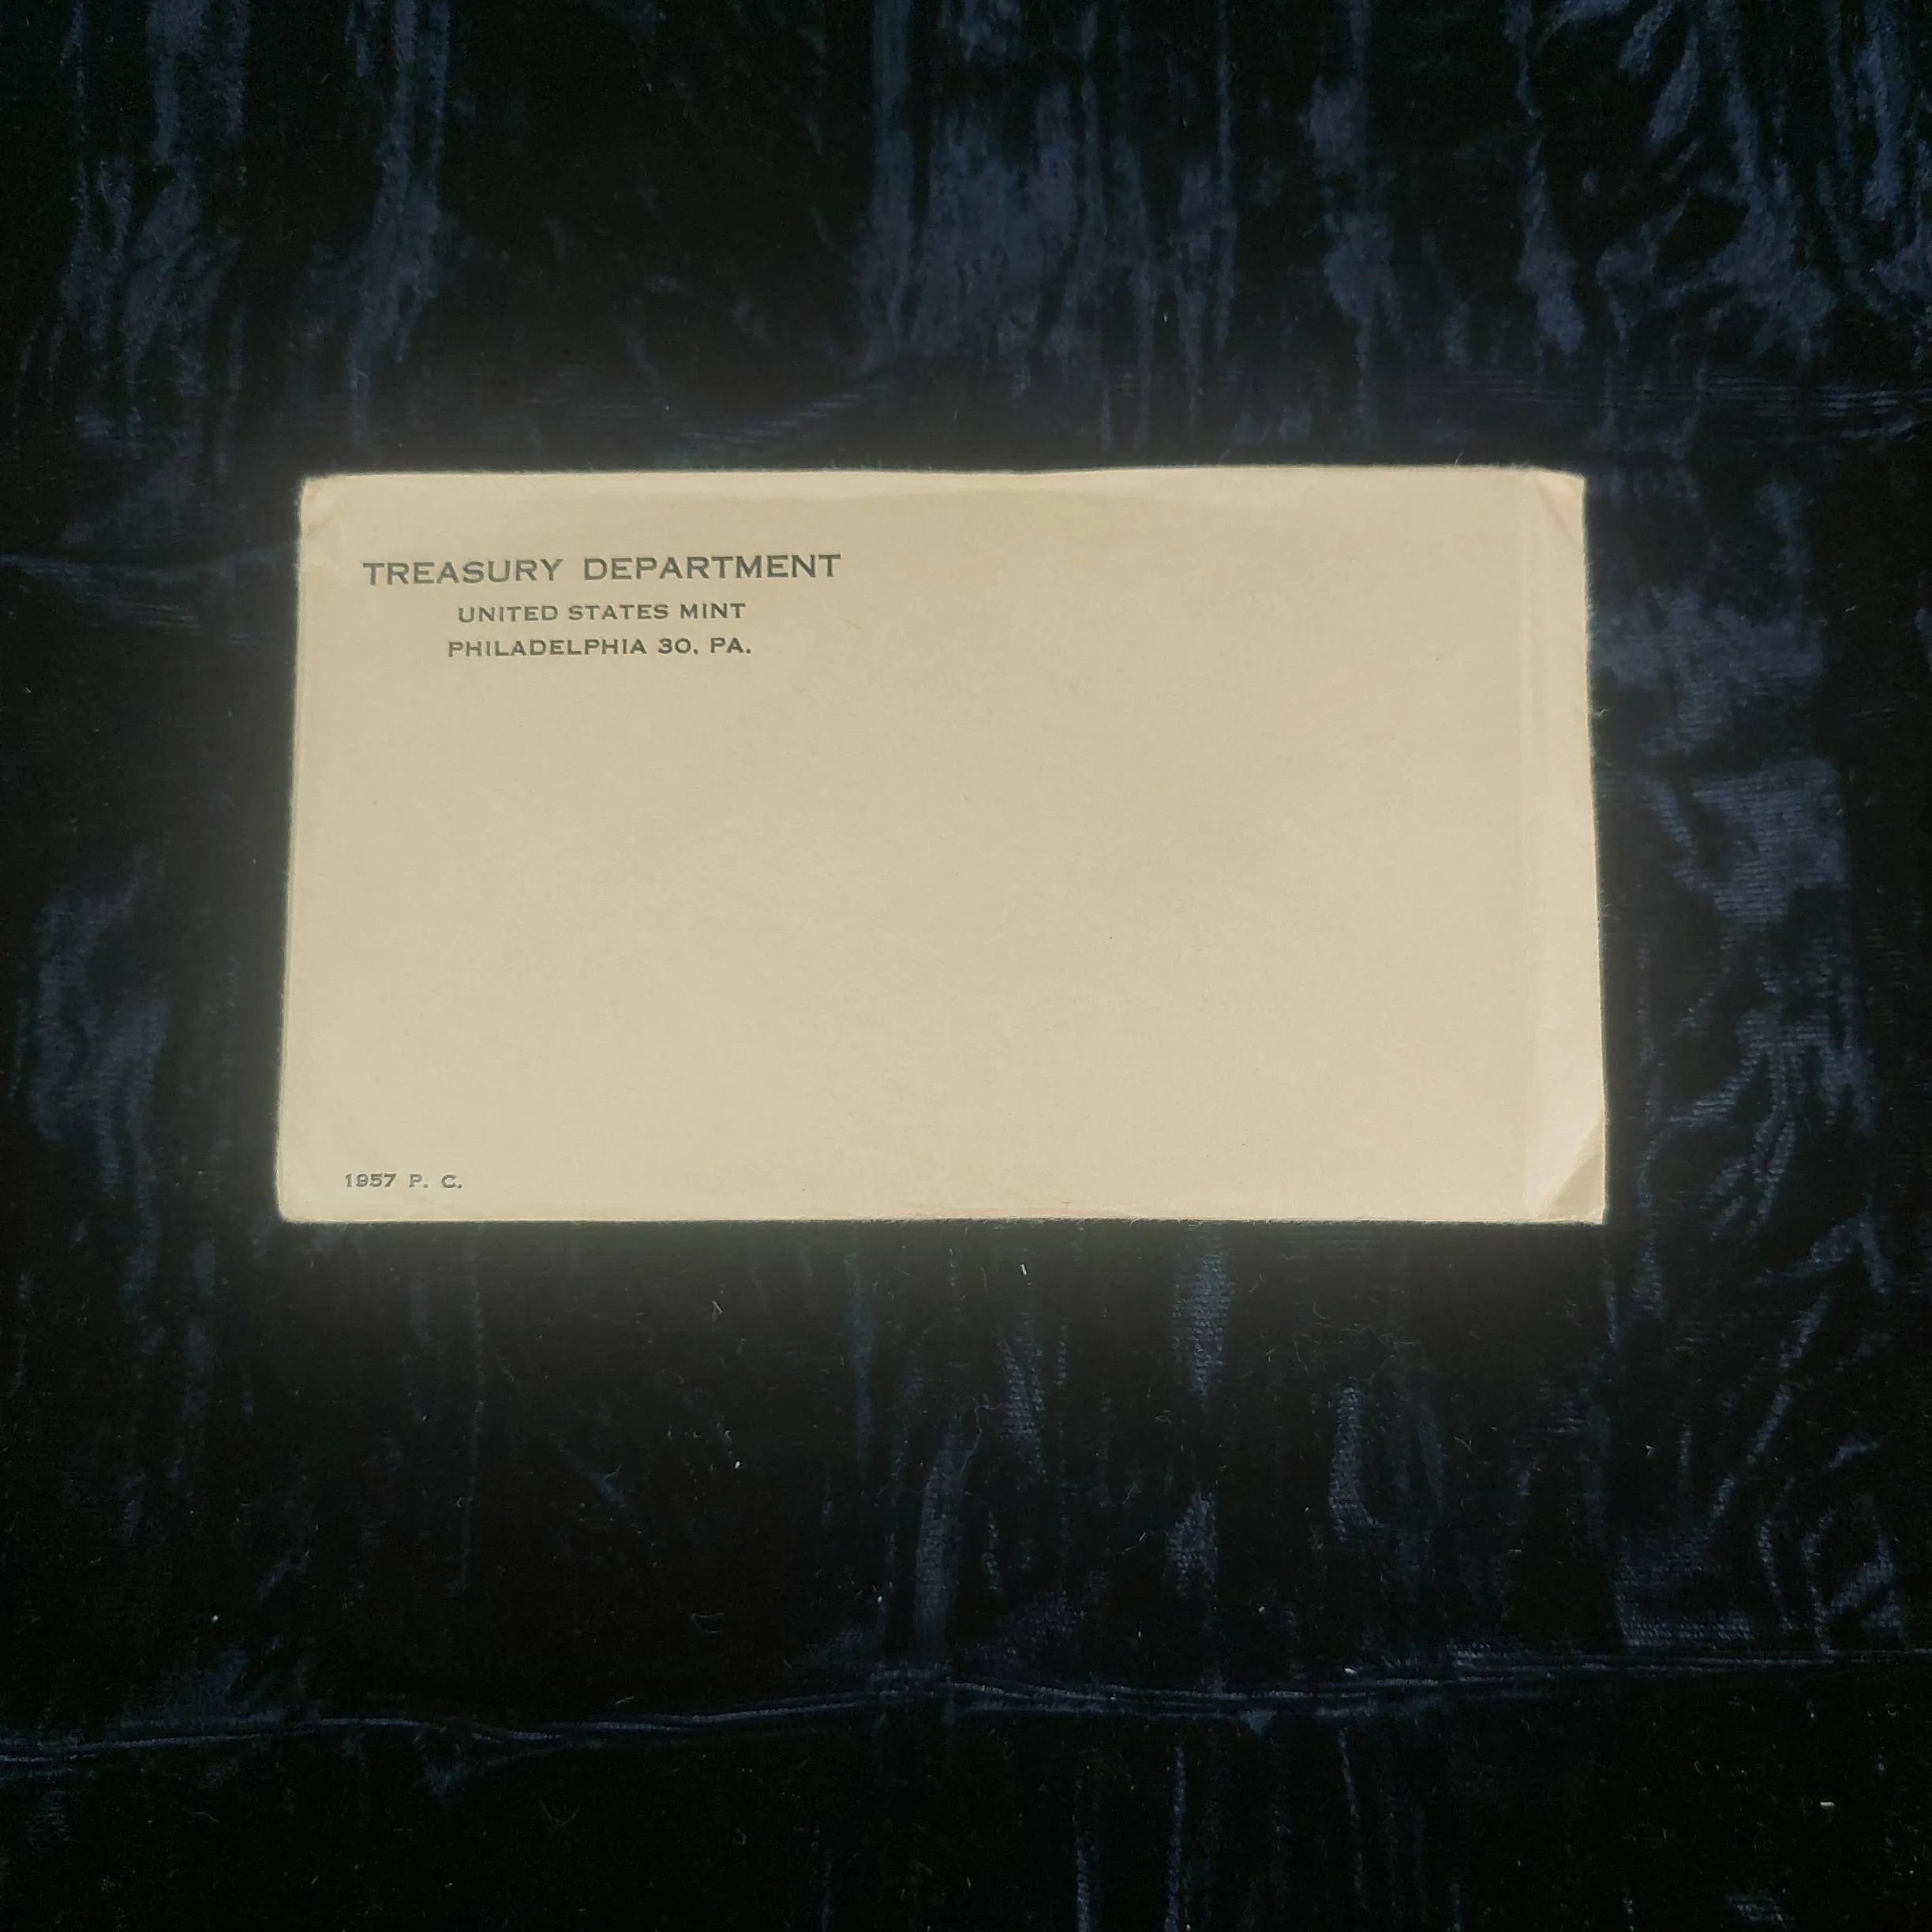 TREASURY DEPARTMENT
UNITED STATES MINT
PHILADELPHIA 30, PA.
1957 P. C.